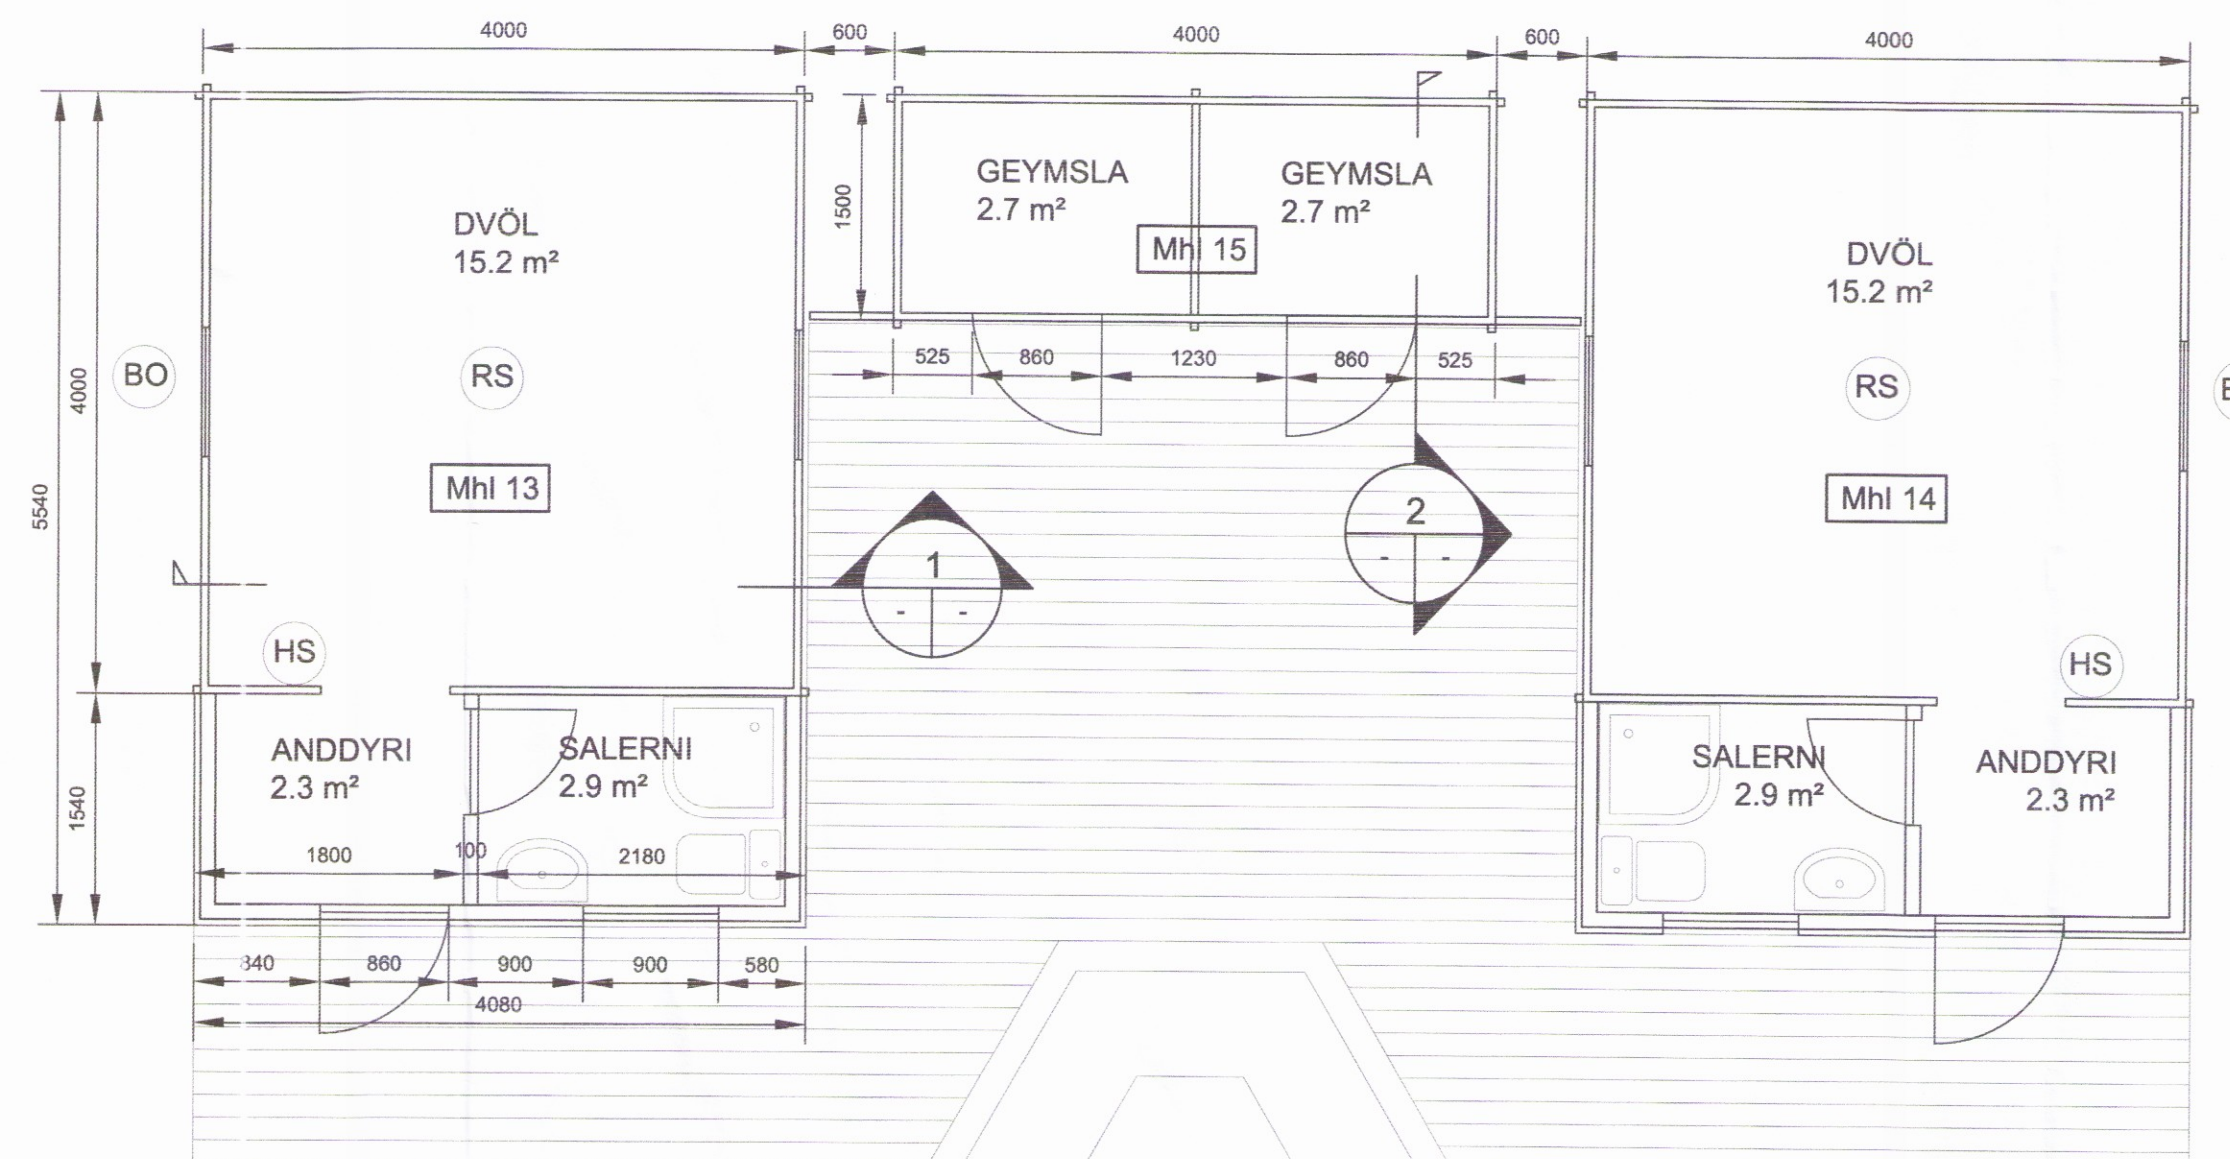 4000
600
4000
600
4000
DVÖL
15.2 m²
GEYMSLA
2.7 m²
GEYMSLA
2.7 m²
Mhl 15
DVÖL
15.2 m²
1500
525
860
1230
860
525
BO
RS
RS
4000
5540
Mhl 13
Mhl 14
1
- -
2
- -
HS
HS
ANDDYRI
2.3 m²
SALERNI
2.9 m²
SALERNI
2.9 m²
ANDDYRI
2.3 m²
1540
1800
100
2180
340
860
900
900
580
4080